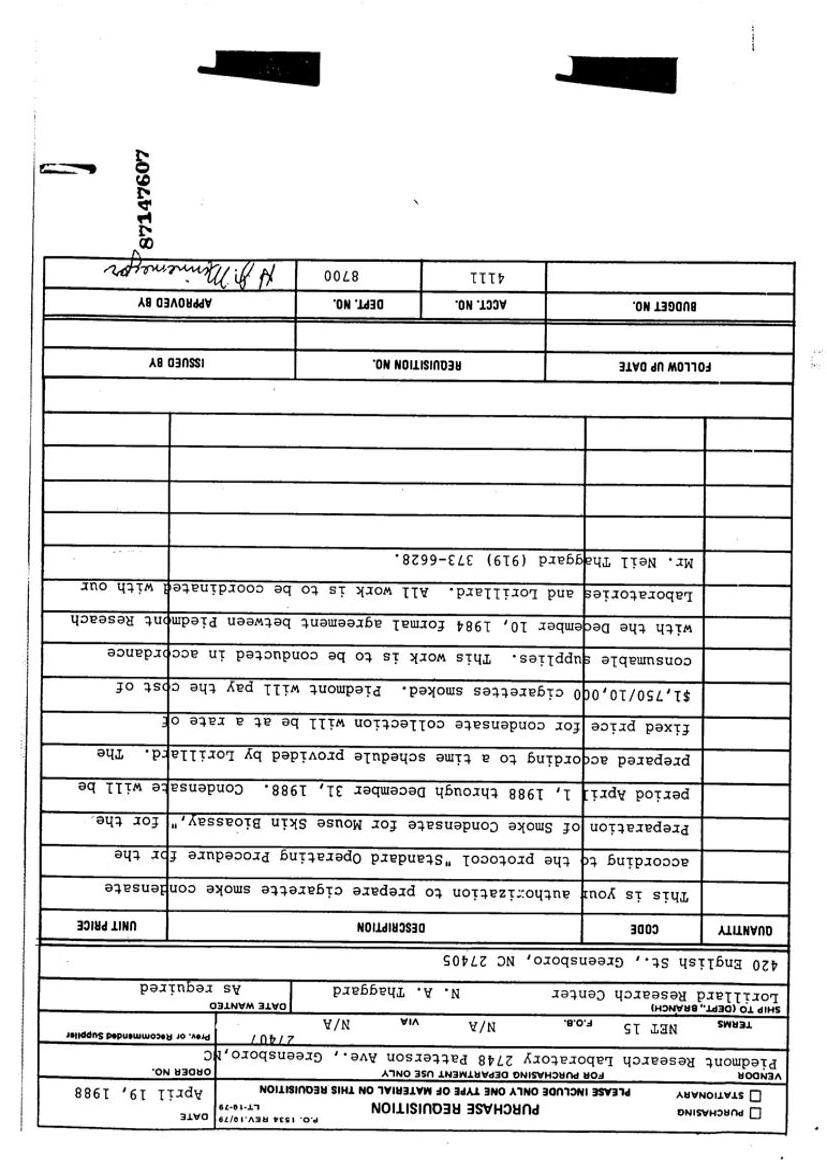 ☐ PURCHASING
☐ STATIONARY
PURCHASE REQUISITION
P.O. 1534 REV.10/79
LT-10-79
PLEASE INCLUDE ONLY ONE TYPE OF MATERIAL ON THIS REQUISITION
DATE
April 19, 1988
VENDOR
FOR PURCHASING DEPARTMENT USE ONLY
ORDER NO.
Piedmont Research Laboratory 2748 Patterson Ave., Greensboro, NC
27407
TERMS NET 15 F.O.B. N/A VIA N/A Prev. or Recommended Supplier
SHIP TO (DEPT., BRANCH) DATE WANTED
Lorillard Research Center N. A. Thaggard As required
420 English St., Greensboro, NC 27405
QUANTITY CODE DESCRIPTION UNIT PRICE
This is your authorization to prepare cigarette smoke condensate
according to the protocol "Standard Operating Procedure for the
Preparation of Smoke Condensate for Mouse Skin Bioassay," for the
period April 1, 1988 through December 31, 1988. Condensate will be
prepared according to a time schedule provided by Lorillard. The
fixed price for condensate collection will be at a rate of
$1,750/10,000 cigarettes smoked. Piedmont will pay the cost of
consumable supplies. This work is to be conducted in accordance
with the December 10, 1984 formal agreement between Piedmont Reseach
Laboratories and Lorillard. All work is to be coordinated with our
Mr. Neil Thaggard (919) 373-6628.
FOLLOW UP DATE REQUISITION NO. ISSUED BY
BUDGET NO. ACCT. NO. DEPT. NO. APPROVED BY
4111 8700 H. J. Minnemeyer
87147607